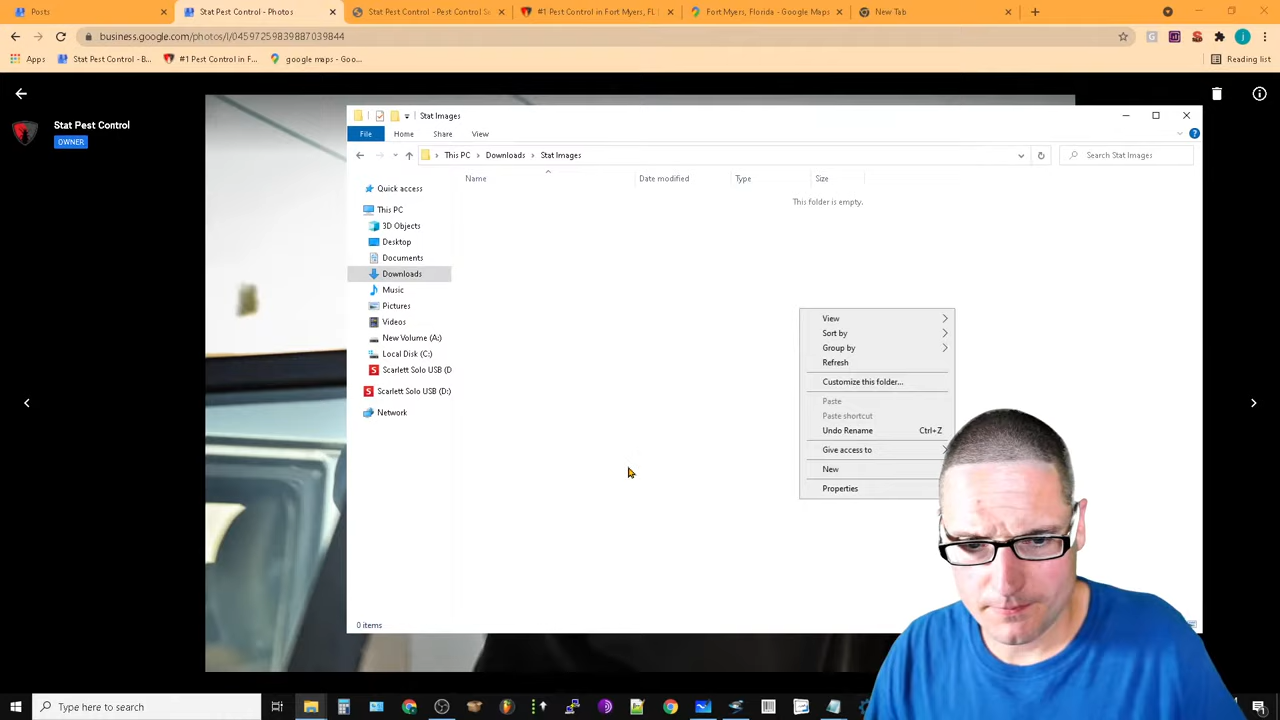 Posts
Stat Pest Control - Photos
Stat Pest Control -Pest Control S
#1 Pest Control in Fort Myers, FL
Fort Myers, Florida - Google Maps
New Tab
business.google.com/photos/l/04597259839887039844
Apps
Stat Pest Control - B...
#1 Pest Control in F...
google maps - Goo...
Reading list
Stat Pest Control
OWNER
Stat Images
File
Home
Share
View
This PC > Downloads > Stat Images
Search Stat Images
Name
Date modified
Type
Size
This folder is empty.
Quick access
This PC
3D Objects
Desktop
Documents
Downloads
Music
Pictures
Videos
New Volume (A:)
Local Disk (C:)
Scarlett Solo USB (D
Scarlett Solo USB (D:)
Network
View
Sort by
Group by
Refresh
Customize this folder...
Paste
Paste shortcut
Undo Rename Ctrl+Z
Give access to
New
Properties
0 items
Type here to search